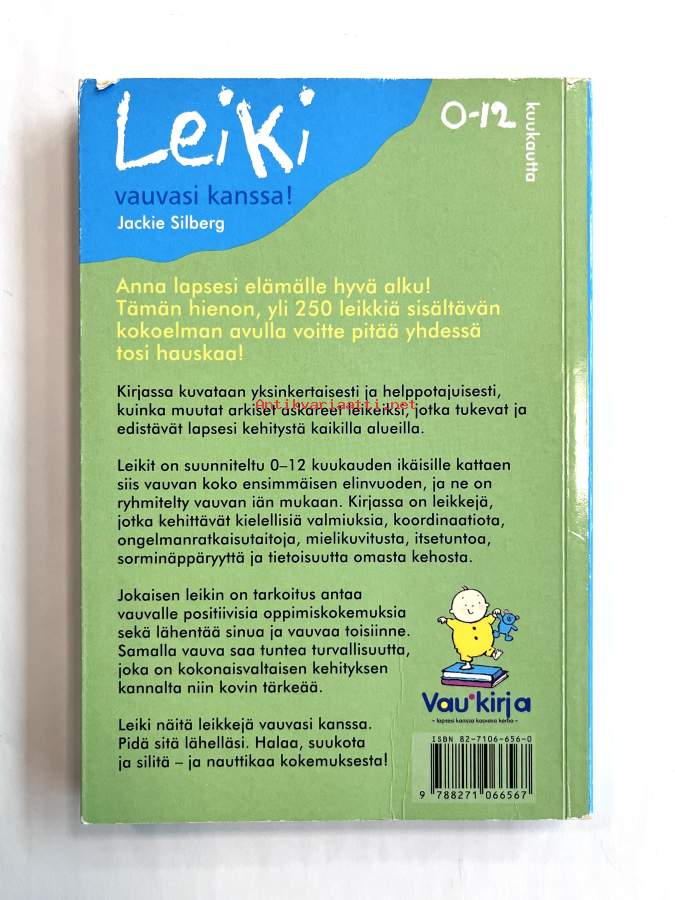 Leiki
0-12
kuukautta
vauvasi kanssa!
Jackie Silberg
Anna lapsesi elämälle hyvä alku!
Tämän hienon, yli 250 leikkiä sisältävän
kokoelman avulla voitte pitää yhdessä
tosi hauskaa!
Kirjassa kuvataan yksinkertaisesti ja helppotajuisesti,
kuinka muutat arkiset askareet leikeiksi, jotka tukevat ja
Antikvariaatti.net
edistävät lapsesi kehitystä kaikilla alueilla.
Leikit on suunniteltu 0–12 kuukauden ikäisille kattaen
siis vauvan koko ensimmäisen elinvuoden, ja ne on
ryhmitelty vauvan iän mukaan. Kirjassa on leikkejä,
jotka kehittävät kielellisiä valmiuksia, koordinaatiota,
ongelmanratkaisutaitoja, mielikuvitusta, itsetuntoa,
sorminäppäryyttä ja tietoisuutta omasta kehosta.
Jokaisen leikin on tarkoitus antaa
vauvalle positiivisia oppimiskokemuksia
sekä lähentää sinua ja vauvaa toisiinne.
Samalla vauva saa tuntea turvallisuutta,
joka on kokonaisvaltaisen kehityksen
kannalta niin kovin tärkeää.
Leiki näitä leikkejä vauvasi kanssa.
Pidä sitä lähelläsi. Halaa, suukota
ja silitä – ja nauttikaa kokemuksesta!
Vau•kirja
– lapsesi kanssa kasvava kerho –
ISBN 82-7106-656-0
9 788271 066567